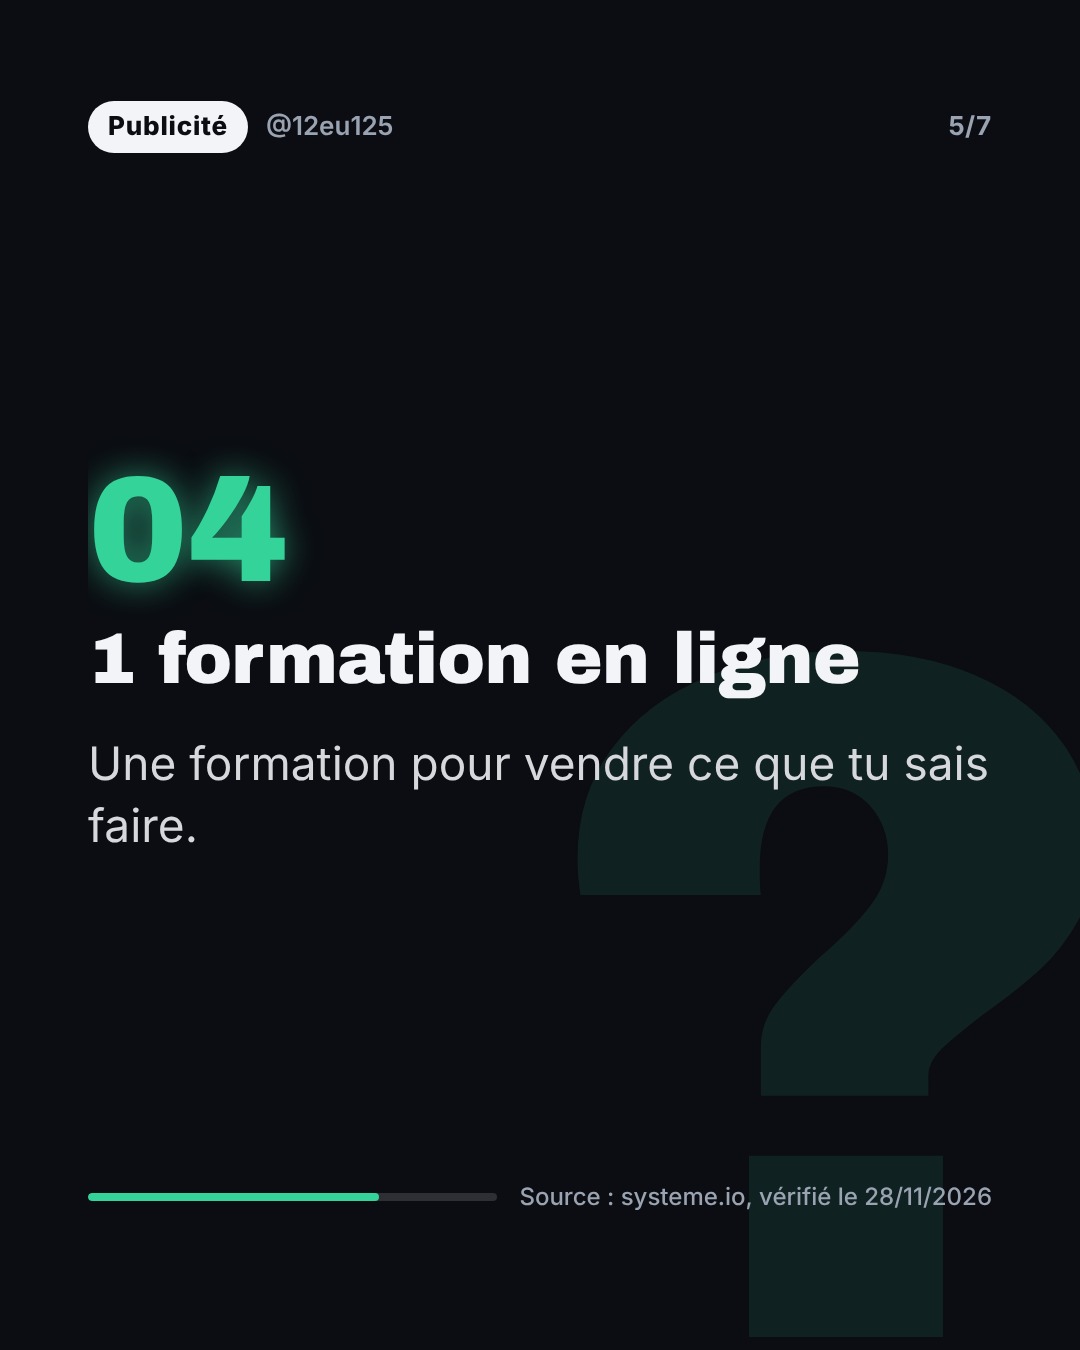 Publicité @12eu125 5/7
04
1 formation en ligne
Une formation pour vendre ce que tu sais
faire.
Source : systeme.io, vérifié le 28/11/2026
?